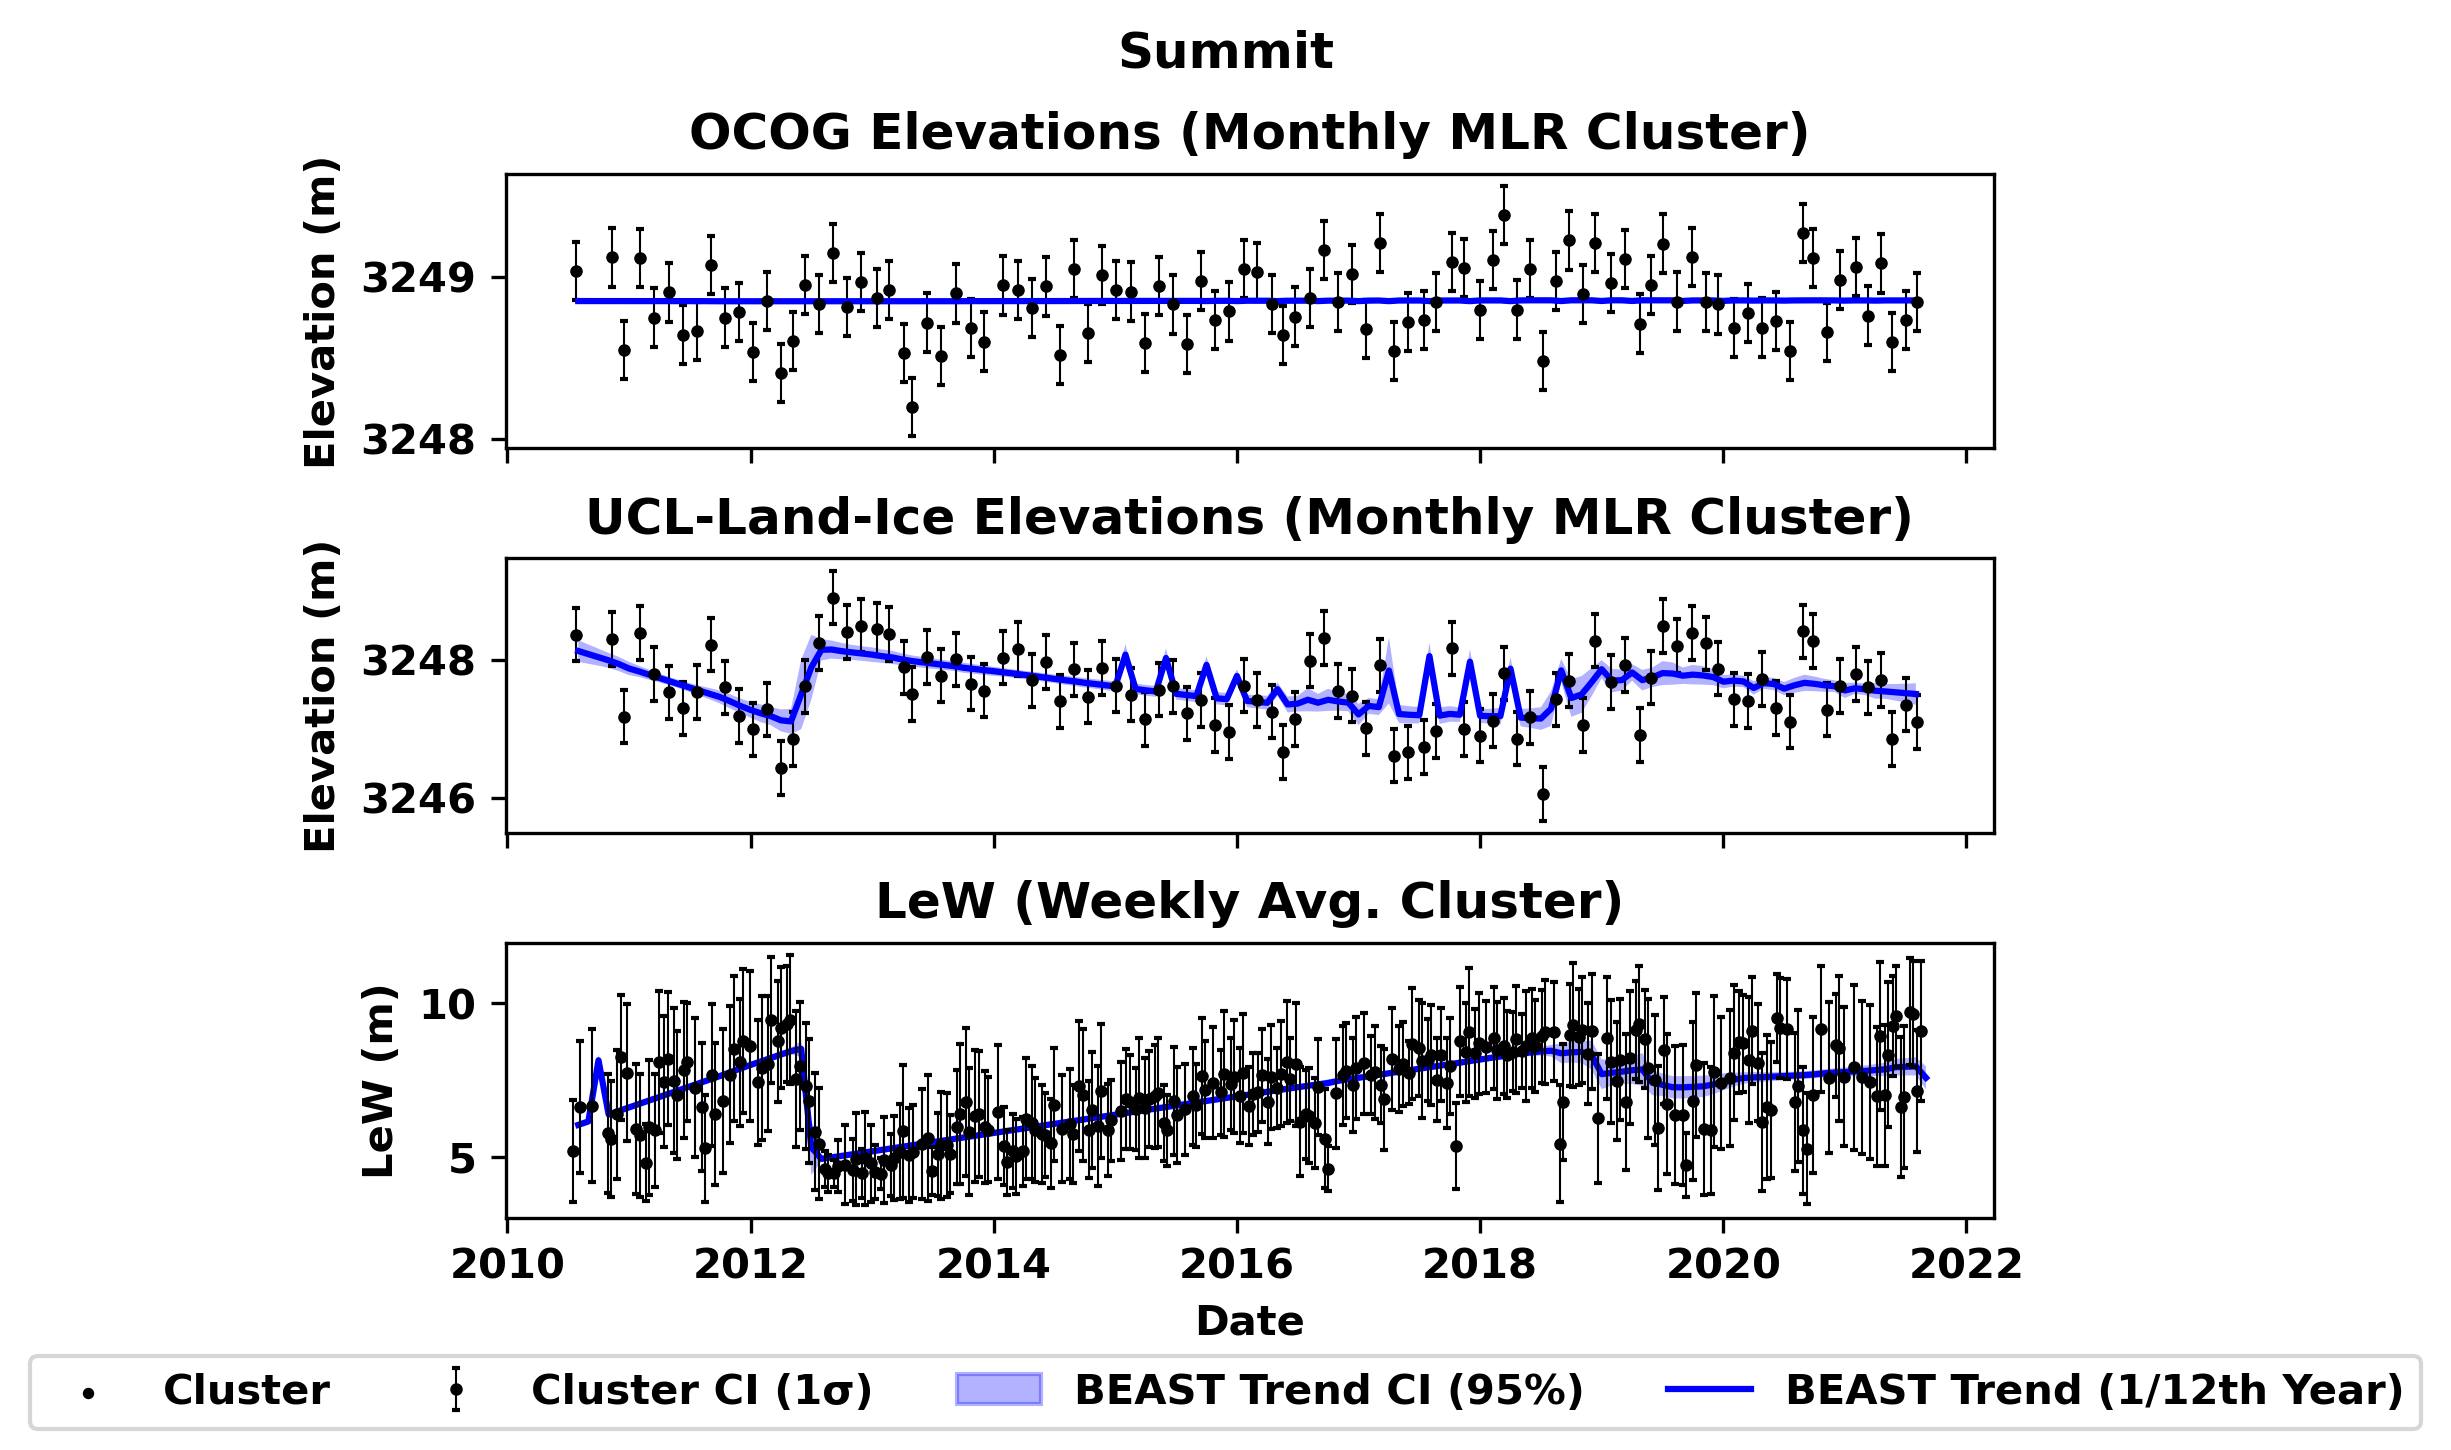 Summit
OCOG Elevations (Monthly MLR Cluster)
Elevation (m)
3249
3248
UCL-Land-Ice Elevations (Monthly MLR Cluster)
Elevation (m)
3248
3246
LeW (Weekly Avg. Cluster)
LeW (m)
10
5
2010 2012 2014 2016 2018 2020 2022
Date
Cluster Cluster CI (1σ) BEAST Trend CI (95%) BEAST Trend (1/12th Year)